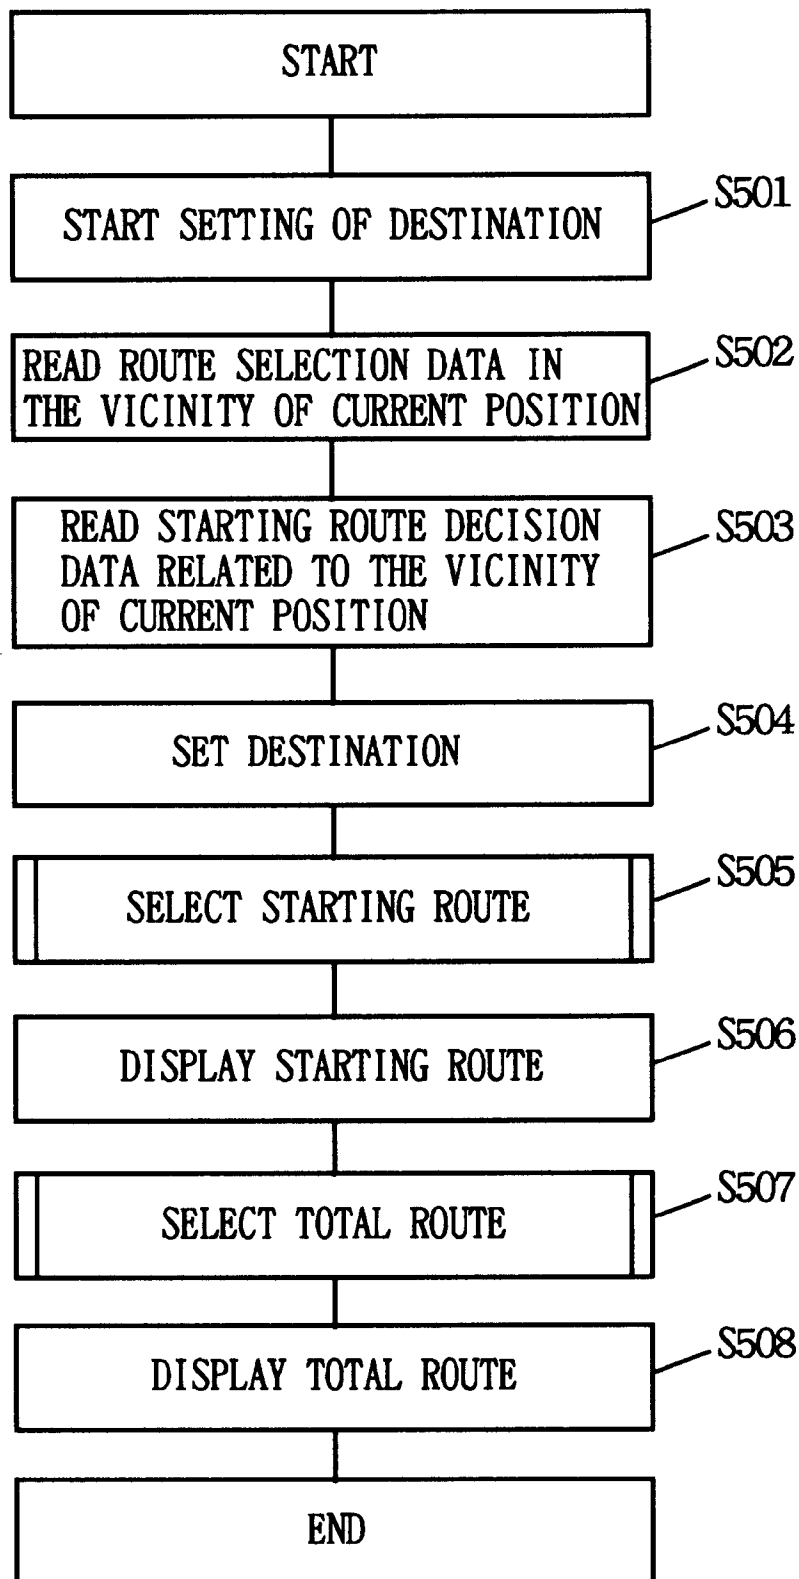 START
START SETTING OF DESTINATION
S501
READ ROUTE SELECTION DATA IN
THE VICINITY OF CURRENT POSITION
S502
READ STARTING ROUTE DECISION
DATA RELATED TO THE VICINITY
OF CURRENT POSITION
S503
SET DESTINATION
S504
SELECT STARTING ROUTE
S505
DISPLAY STARTING ROUTE
S506
SELECT TOTAL ROUTE
S507
DISPLAY TOTAL ROUTE
S508
END